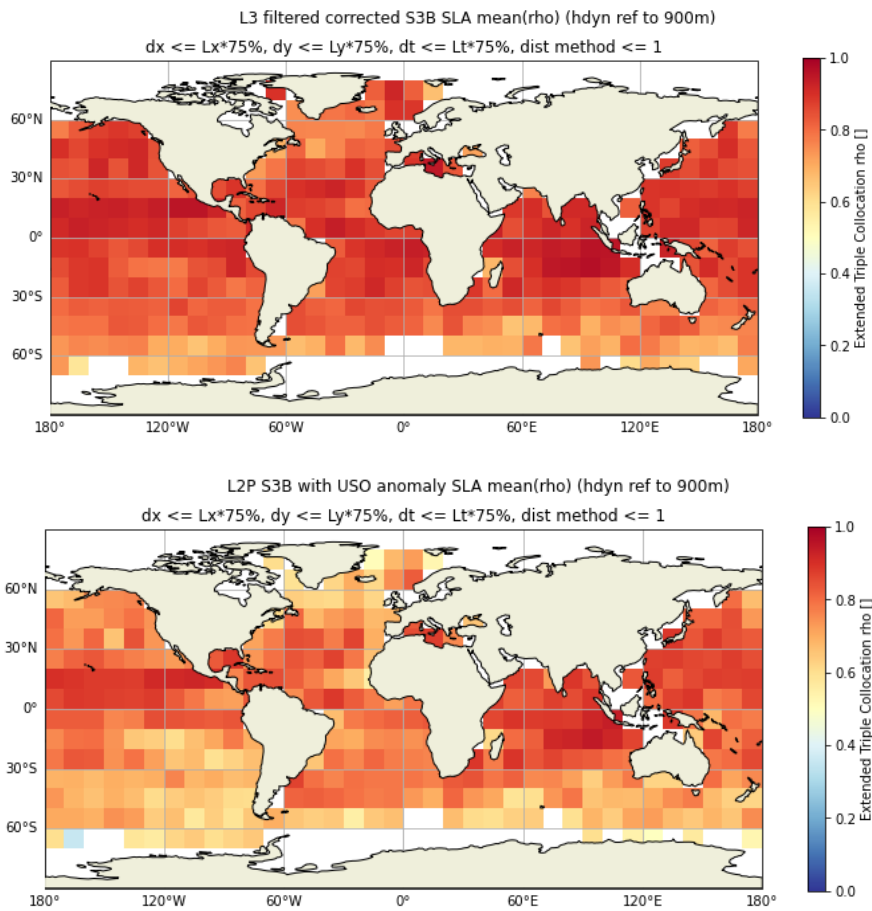 L3 filtered corrected S3B SLA mean(rho) (hdyn ref to 900m)
dx <= Lx*75%, dy <= Ly*75%, dt <= Lt*75%, dist method <= 1
60°N
30°N
0°
30°S
60°S
180°
120°W
60°W
0°
60°E
120°E
180°
1.0
0.8
0.6
0.4
0.2
0.0
Extended Triple Collocation rho []
L2P S3B with USO anomaly SLA mean(rho) (hdyn ref to 900m)
dx <= Lx*75%, dy <= Ly*75%, dt <= Lt*75%, dist method <= 1
60°N
30°N
0°
30°S
60°S
180°
120°W
60°W
0°
60°E
120°E
180°
1.0
0.8
0.6
0.4
0.2
0.0
Extended Triple Collocation rho []